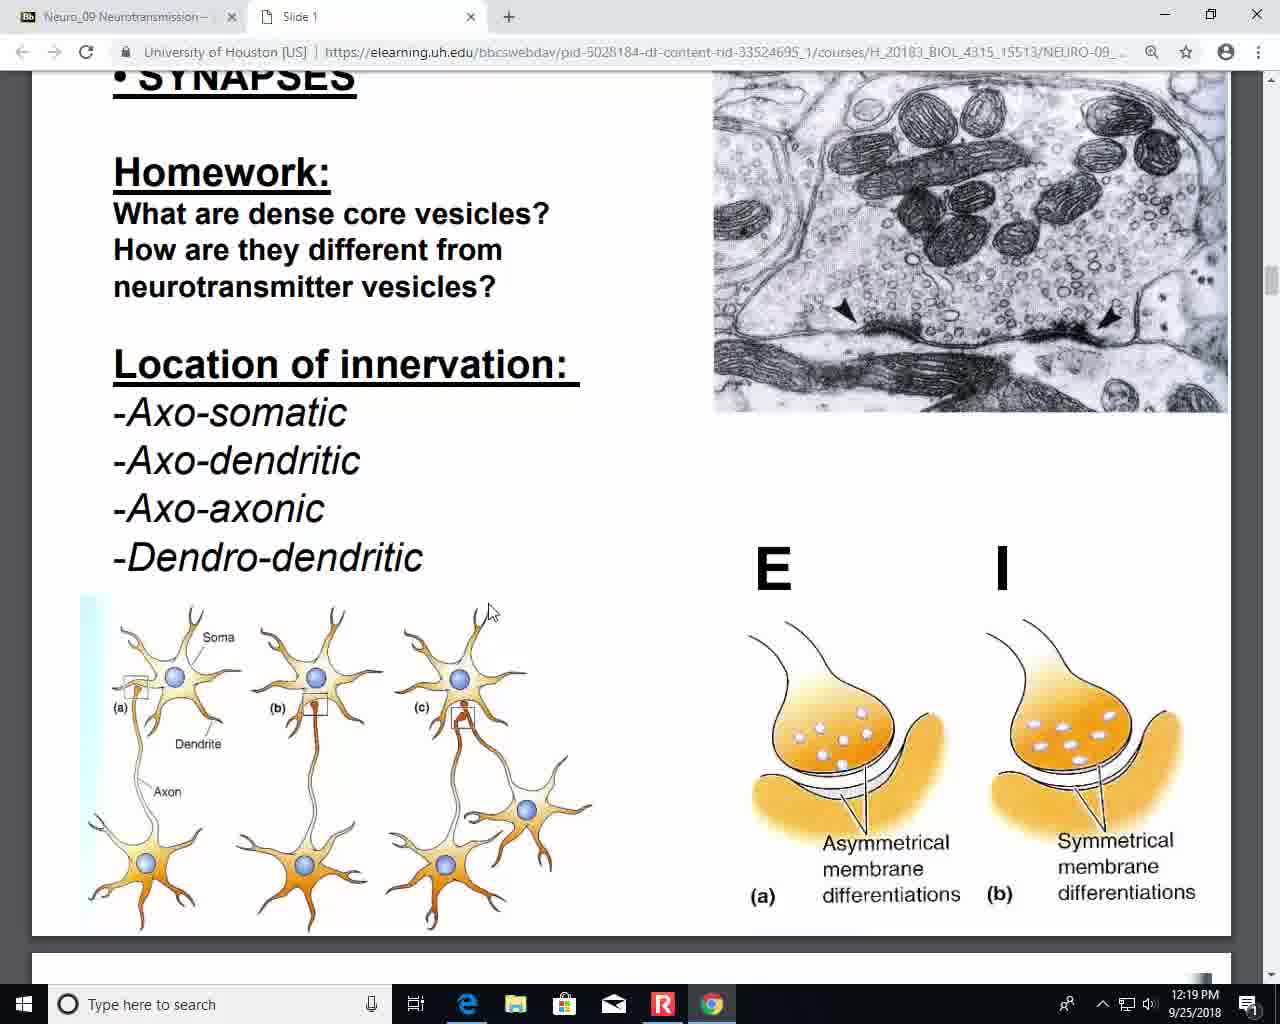 Neuro_09 Neurotransmission –
Slide 1
University of Houston [US]
https://elearning.uh.edu/bbcswebdav/pid-5028184-dt-content-rid-33524695_1/courses/H_20183_BIOL_4315_15513/NEURO-09_...
• SYNAPSES
Homework:
What are dense core vesicles?
How are they different from
neurotransmitter vesicles?
Location of innervation:
-Axo-somatic
-Axo-dendritic
-Axo-axonic
-Dendro-dendritic
Soma
(a)
Dendrite
Axon
(b)
(c)
E
I
Asymmetrical
membrane
differentiations
(a)
Symmetrical
membrane
differentiations
(b)
Type here to search
12:19 PM
9/25/2018
1